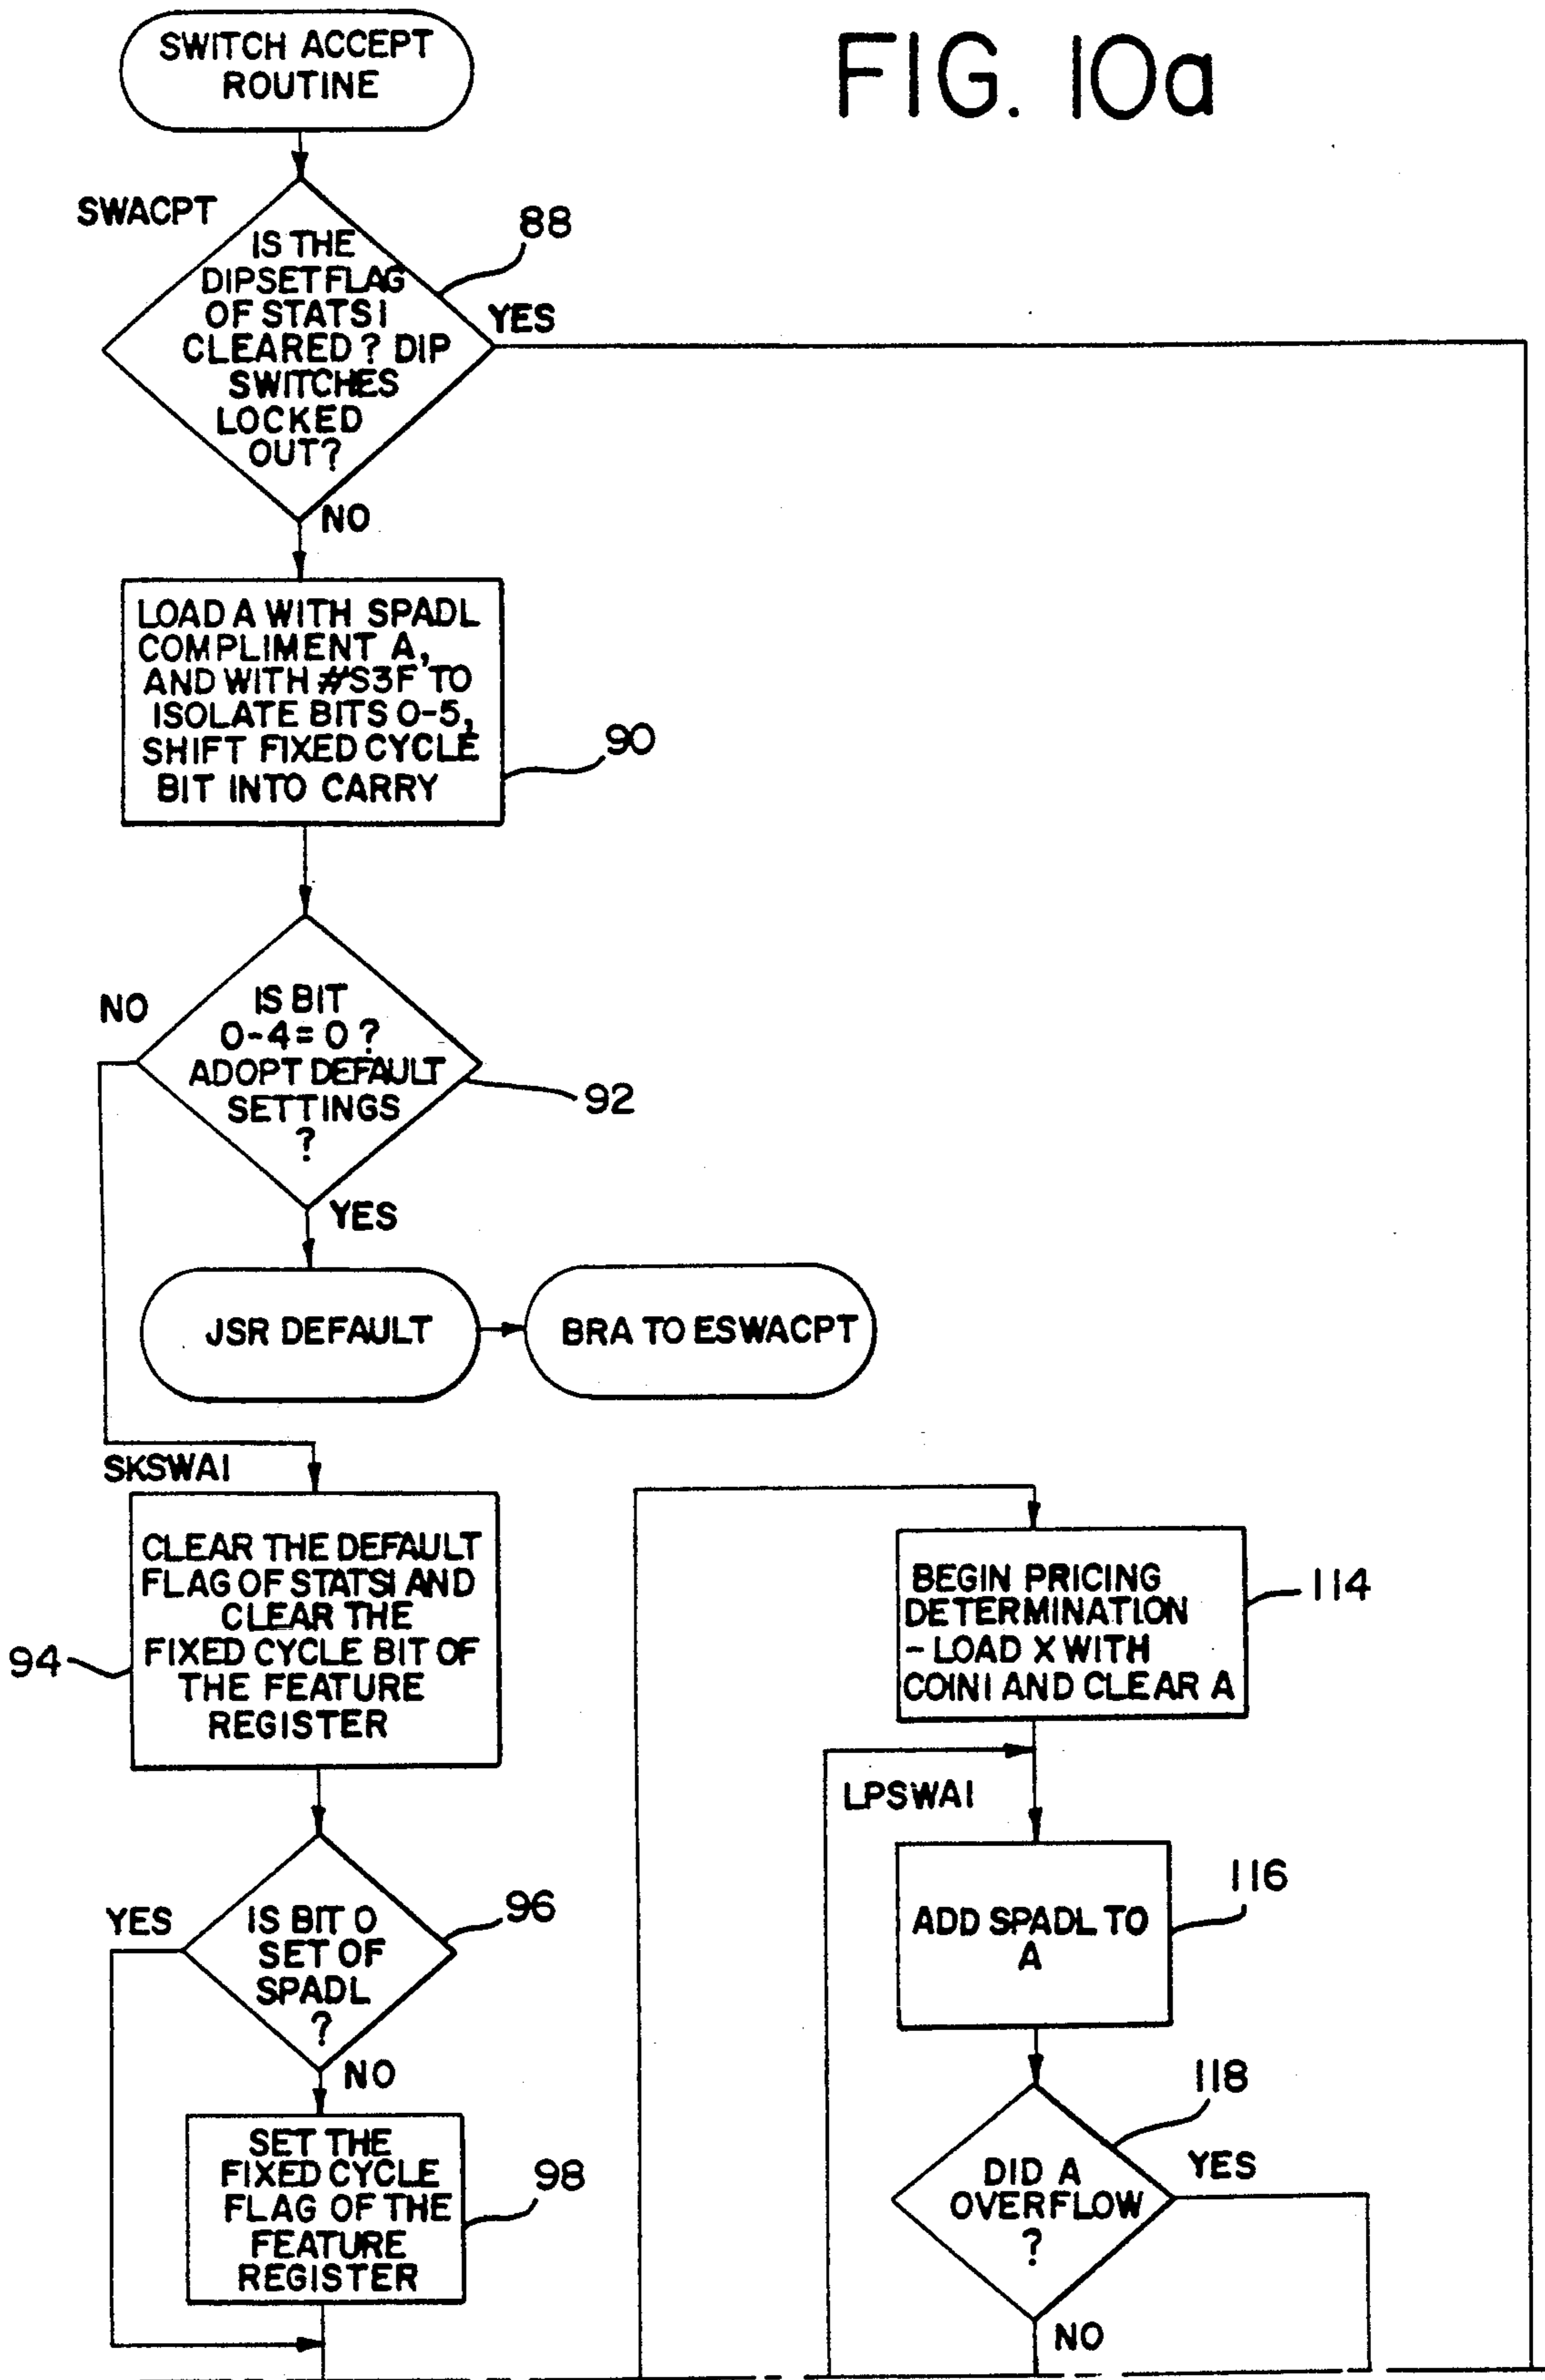 FIG. 10a
SWITCH ACCEPT
ROUTINE
SWACPT
IS THE
DIPSET FLAG
OF STATS1
CLEARED? DIP
SWITCHES
LOCKED
OUT?
88
YES
NO
LOAD A WITH SPADL
COMPLIMENT A,
AND WITH #S3F TO
ISOLATE BITS 0-5,
SHIFT FIXED CYCLE
BIT INTO CARRY
90
NO
IS BIT
0-4=0?
ADOPT DEFAULT
SETTINGS
?
92
YES
JSR DEFAULT
BRA TO ESWACPT
SKSWA1
CLEAR THE DEFAULT
FLAG OF STATS1 AND
CLEAR THE
FIXED CYCLE BIT OF
THE FEATURE
REGISTER
94
YES
IS BIT 0
SET OF
SPADL
?
96
NO
SET THE
FIXED CYCLE
FLAG OF THE
FEATURE
REGISTER
98
BEGIN PRICING
DETERMINATION
- LOAD X WITH
COIN1 AND CLEAR A
114
LPSWA1
ADD SPADL TO
A
116
DID A
OVERFLOW
?
118
YES
NO